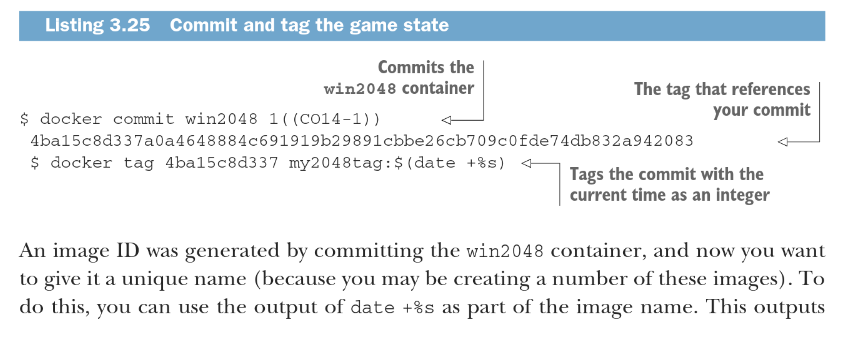 Listing 3.25 Commit and tag the game state
Commits the
win2048 container
The tag that references
your commit
$ docker commit win2048 1((CO14-1))
4ba15c8d337a0a4648884c691919b29891cbbe26cb709c0fde74db832a942083
$ docker tag 4ba15c8d337 my2048tag:$(date +%s)
Tags the commit with the
current time as an integer
An image ID was generated by committing the win2048 container, and now you want
to give it a unique name (because you may be creating a number of these images). To
do this, you can use the output of date +%s as part of the image name. This outputs